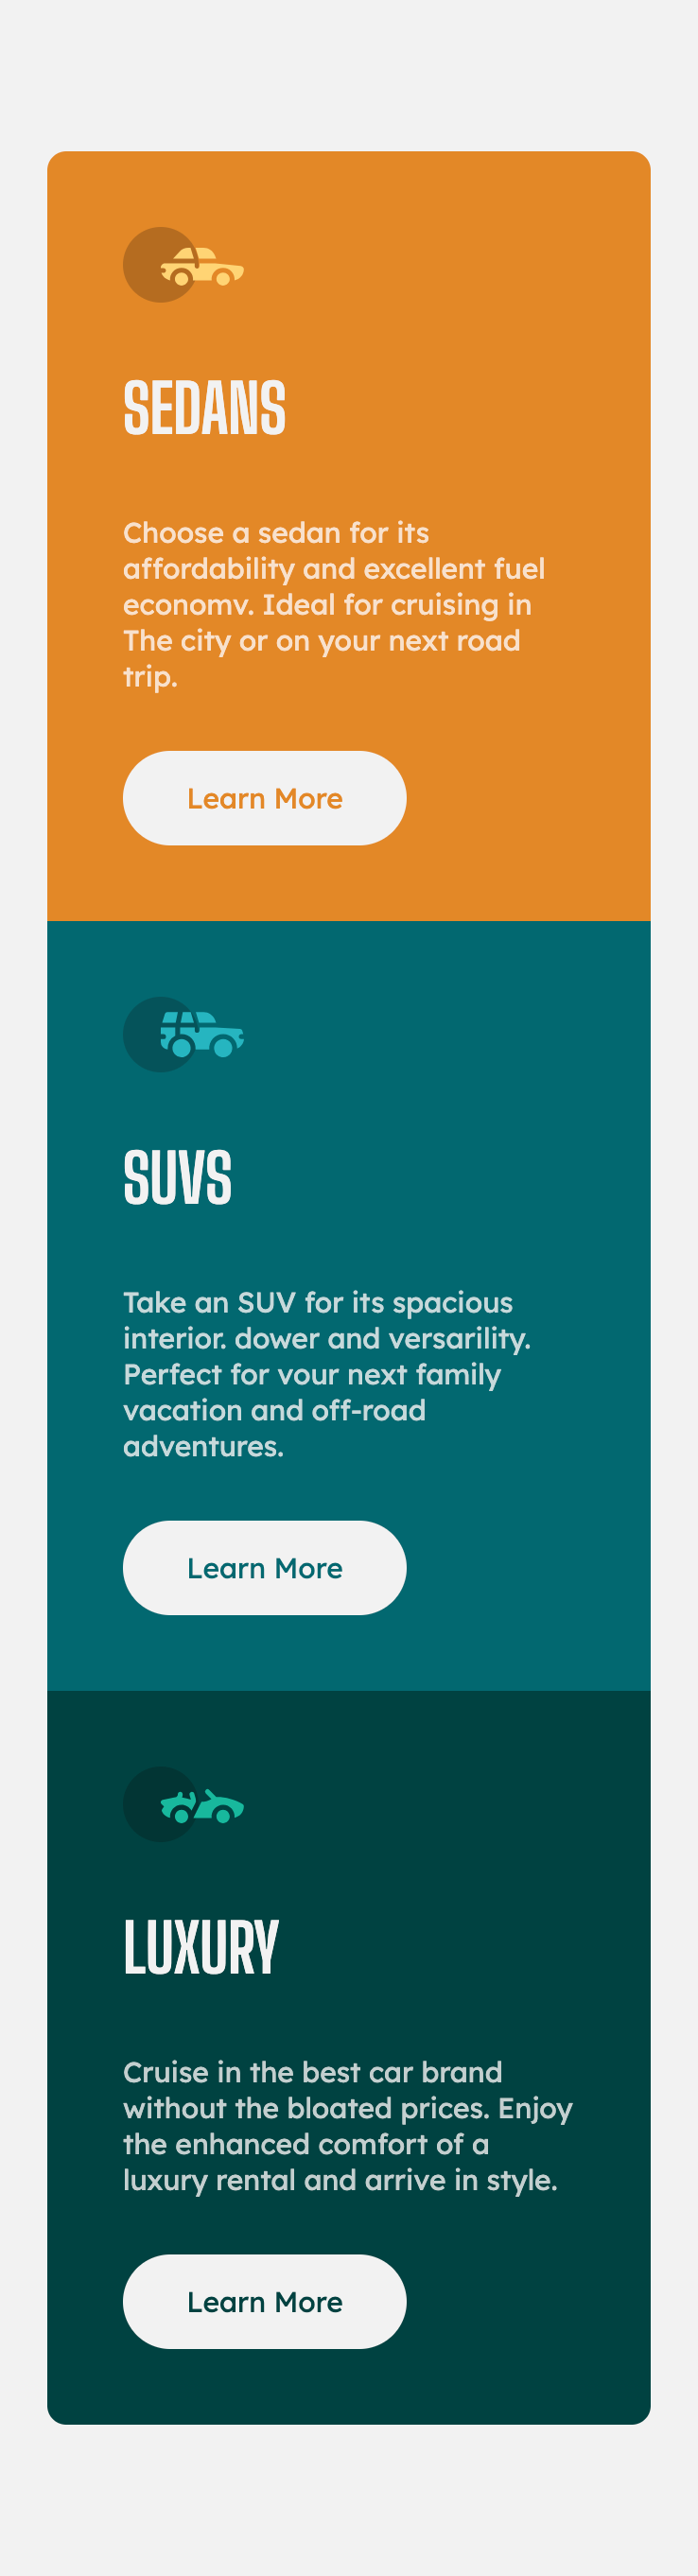 SEDANS
Choose a sedan for its
affordability and excellent fuel
economv. Ideal for cruising in
The city or on your next road
trip.
Learn More
SUVS
Take an SUV for its spacious
interior. dower and versarility.
Perfect for vour next family
vacation and off-road
adventures.
Learn More
LUXURY
Cruise in the best car brand
without the bloated prices. Enjoy
the enhanced comfort of a
luxury rental and arrive in style.
Learn More